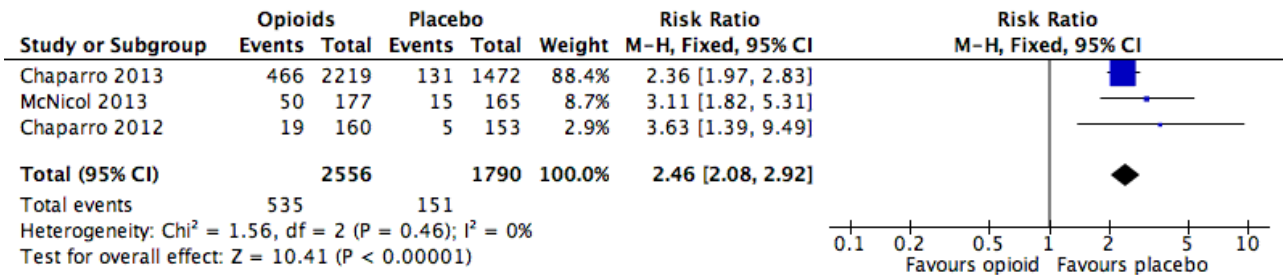 Opioids Placebo Risk Ratio Risk Ratio
Study or Subgroup Events Total Events Total Weight M-H, Fixed, 95% CI M-H, Fixed, 95% CI
Chaparro 2013 466 2219 131 1472 88.4% 2.36 [1.97, 2.83]
McNicol 2013 50 177 15 165 8.7% 3.11 [1.82, 5.31]
Chaparro 2012 19 160 5 153 2.9% 3.63 [1.39, 9.49]
Total (95% CI) 2556 1790 100.0% 2.46 [2.08, 2.92]
Total events 535 151
Heterogeneity: Chi² = 1.56, df = 2 (P = 0.46); I² = 0%
Test for overall effect: Z = 10.41 (P < 0.00001)
0.1 0.2 0.5 1 2 5 10
Favours opioid Favours placebo